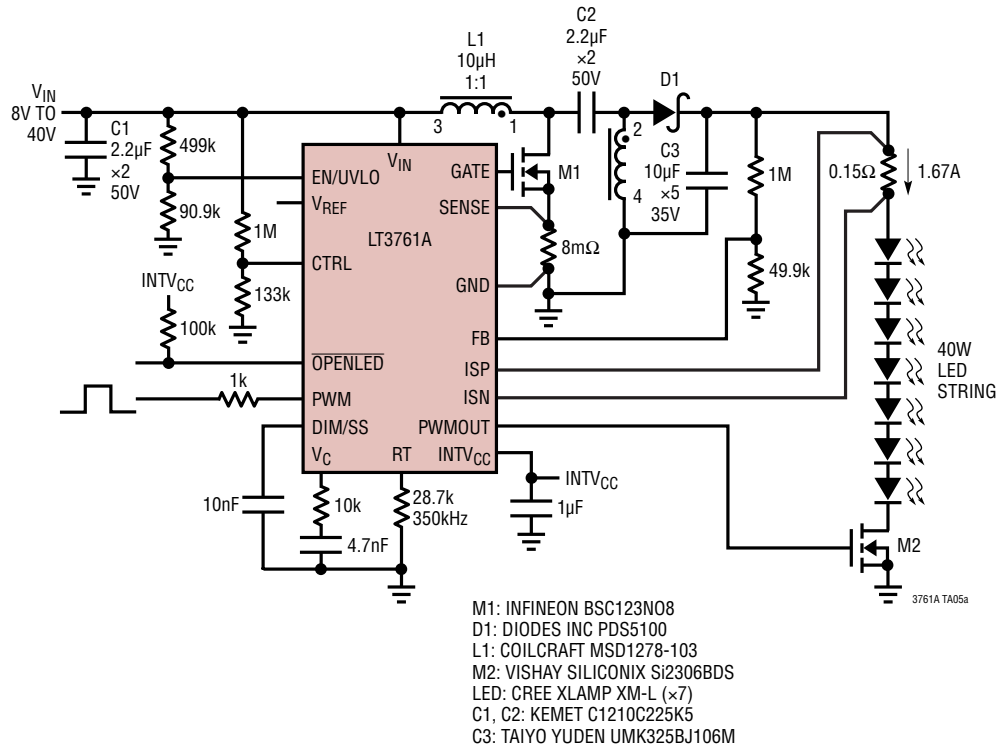 C2
2.2µF
×2
50V
L1
10µH
1:1
D1
VIN
8V TO
40V
C1
2.2µF
×2
50V
499k
90.9k
3
1
2
4
C3
10µF
×5
35V
1M
49.9k
0.15Ω
1.67A
VIN
EN/UVLO
VREF
GATE
SENSE
M1
LT3761A
8mΩ
1M
CTRL
133k
GND
INTVCC
100k
OPENLED
FB
ISP
ISN
1k
PWM
DIM/SS
PWMOUT
VC
RT
INTVCC
INTVCC
1µF
10nF
10k
4.7nF
28.7k
350kHz
40W
LED
STRING
M2
3761A TA05a
M1: INFINEON BSC123NO8
D1: DIODES INC PDS5100
L1: COILCRAFT MSD1278-103
M2: VISHAY SILICONIX Si2306BDS
LED: CREE XLAMP XM-L (×7)
C1, C2: KEMET C1210C225K5
C3: TAIYO YUDEN UMK325BJ106M